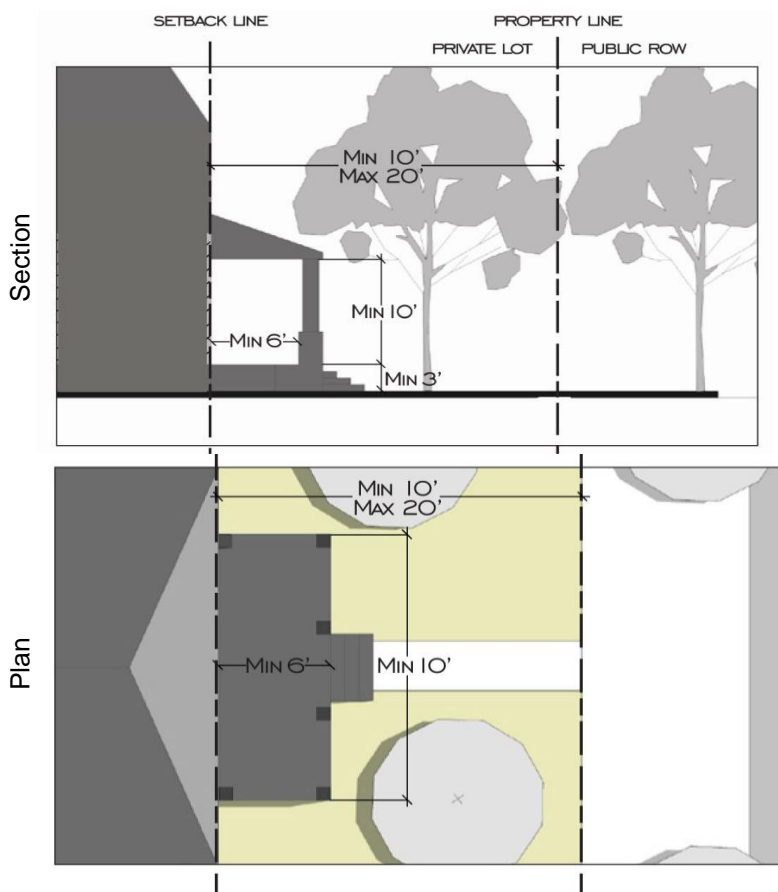 SETBACK LINE
PROPERTY LINE
PRIVATE LOT
PUBLIC ROW
Section
MIN 10'
MAX 20'
MIN 10'
MIN 6'
MIN 3'
Plan
MIN 10'
MAX 20'
MIN 6'
MIN 10'